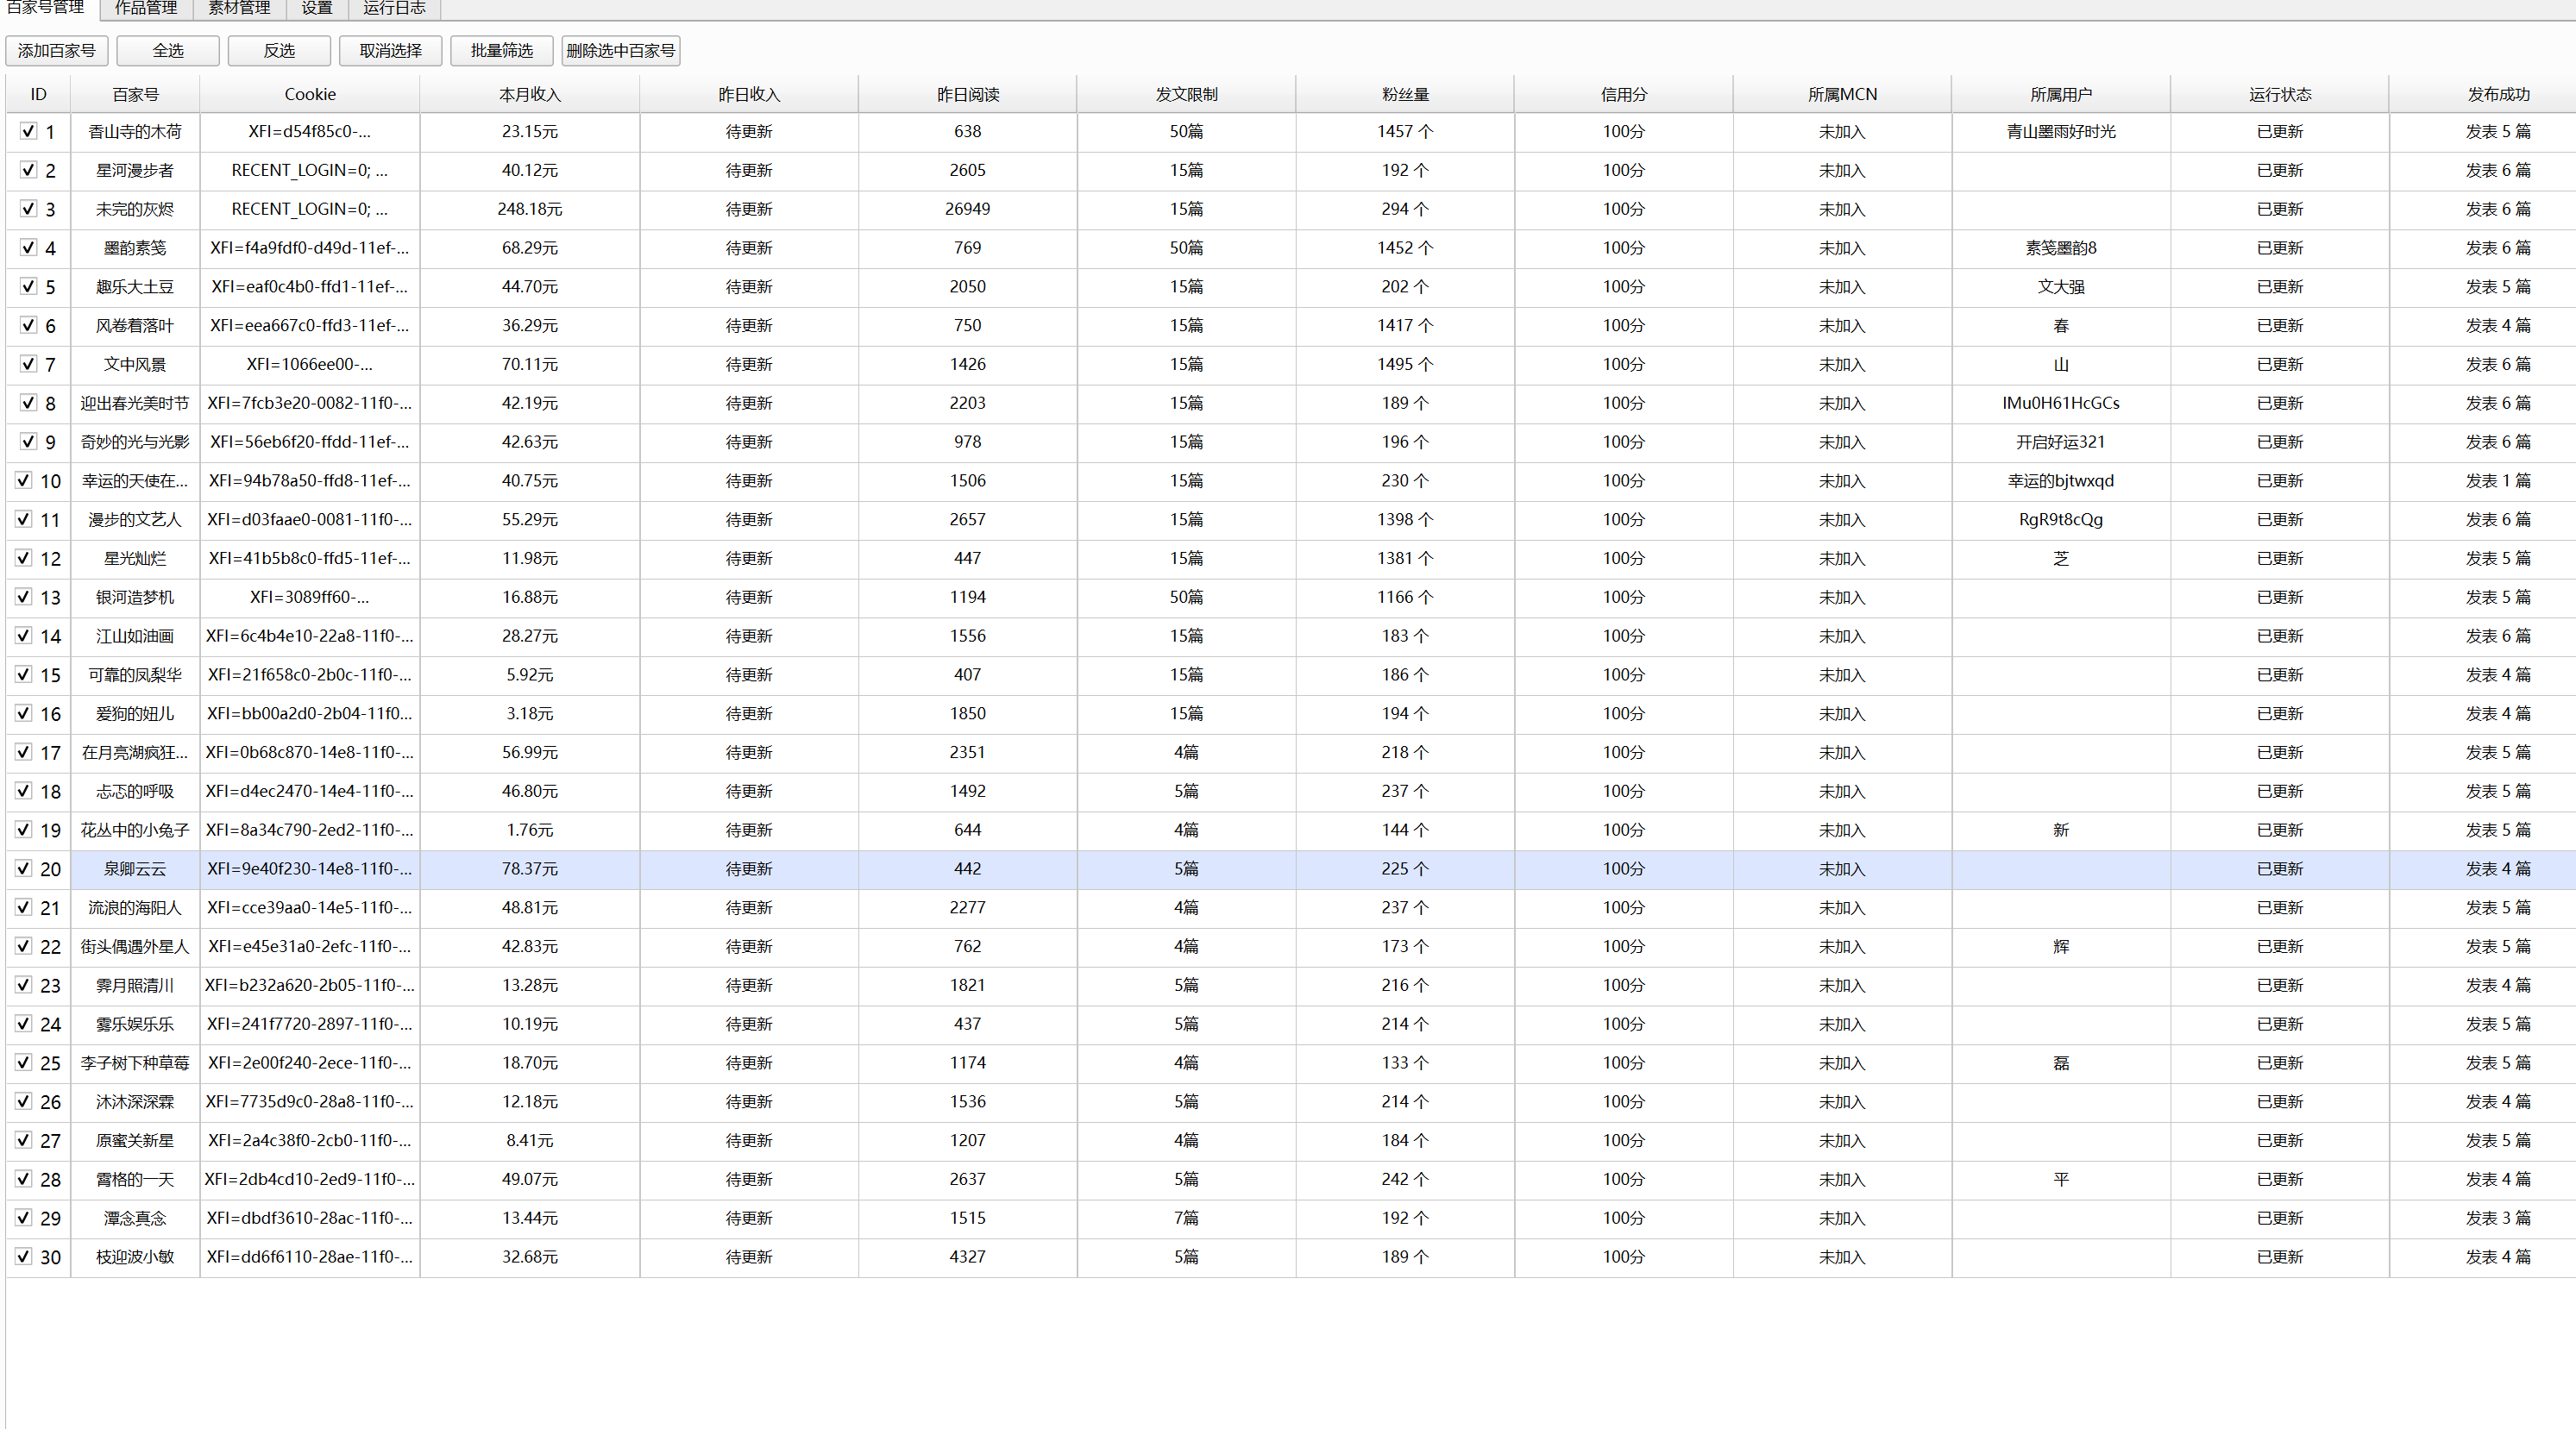 百家号管理 作品管理 素材管理 设置 运行日志
添加百家号 全选 反选 取消选择 批量筛选 删除选中百家号
ID 百家号 Cookie 本月收入 昨日收入 昨日阅读 发文限制 粉丝量 信用分 所属MCN 所属用户 运行状态 发布成功
1 香山寺的木荷 XFI=d54f85c0-... 23.15元 待更新 638 50篇 1457 个 100分 未加入 青山墨雨好时光 已更新 发表 5 篇
2 星河漫步者 RECENT_LOGIN=0; ... 40.12元 待更新 2605 15篇 192 个 100分 未加入 已更新 发表 6 篇
3 未完的灰烬 RECENT_LOGIN=0; ... 248.18元 待更新 26949 15篇 294 个 100分 未加入 已更新 发表 6 篇
4 墨韵素笺 XFI=f4a9fdf0-d49d-11ef-... 68.29元 待更新 769 50篇 1452 个 100分 未加入 素笺墨韵8 已更新 发表 6 篇
5 趣乐大土豆 XFI=eaf0c4b0-ffd1-11ef-... 44.70元 待更新 2050 15篇 202 个 100分 未加入 文大强 已更新 发表 5 篇
6 风卷着落叶 XFI=eea667c0-ffd3-11ef-... 36.29元 待更新 750 15篇 1417 个 100分 未加入 春 已更新 发表 4 篇
7 文中风景 XFI=1066ee00-... 70.11元 待更新 1426 15篇 1495 个 100分 未加入 山 已更新 发表 6 篇
8 迎出春光美时节 XFI=7fcb3e20-0082-11f0-... 42.19元 待更新 2203 15篇 189 个 100分 未加入 IMu0H61HcGCs 已更新 发表 6 篇
9 奇妙的光与光影 XFI=56eb6f20-ffdd-11ef-... 42.63元 待更新 978 15篇 196 个 100分 未加入 开启好运321 已更新 发表 6 篇
10 幸运的天使在... XFI=94b78a50-ffd8-11ef-... 40.75元 待更新 1506 15篇 230 个 100分 未加入 幸运的bjtwxqd 已更新 发表 1 篇
11 漫步的文艺人 XFI=d03faae0-0081-11f0-... 55.29元 待更新 2657 15篇 1398 个 100分 未加入 RgR9t8cQg 已更新 发表 6 篇
12 星光灿烂 XFI=41b5b8c0-ffd5-11ef-... 11.98元 待更新 447 15篇 1381 个 100分 未加入 芝 已更新 发表 5 篇
13 银河造梦机 XFI=3089ff60-... 16.88元 待更新 1194 50篇 1166 个 100分 未加入 已更新 发表 5 篇
14 江山如油画 XFI=6c4b4e10-22a8-11f0-... 28.27元 待更新 1556 15篇 183 个 100分 未加入 已更新 发表 6 篇
15 可靠的凤梨华 XFI=21f658c0-2b0c-11f0-... 5.92元 待更新 407 15篇 186 个 100分 未加入 已更新 发表 4 篇
16 爱狗的妞儿 XFI=bb00a2d0-2b04-11f0... 3.18元 待更新 1850 15篇 194 个 100分 未加入 已更新 发表 4 篇
17 在月亮湖疯狂... XFI=0b68c870-14e8-11f0-... 56.99元 待更新 2351 4篇 218 个 100分 未加入 已更新 发表 5 篇
18 忐忑的呼吸 XFI=d4ec2470-14e4-11f0-... 46.80元 待更新 1492 5篇 237 个 100分 未加入 已更新 发表 5 篇
19 花丛中的小兔子 XFI=8a34c790-2ed2-11f0-... 1.76元 待更新 644 4篇 144 个 100分 未加入 新 已更新 发表 5 篇
20 泉卿云云 XFI=9e40f230-14e8-11f0-... 78.37元 待更新 442 5篇 225 个 100分 未加入 已更新 发表 4 篇
21 流浪的海阳人 XFI=cce39aa0-14e5-11f0-... 48.81元 待更新 2277 4篇 237 个 100分 未加入 已更新 发表 5 篇
22 街头偶遇外星人 XFI=e45e31a0-2efc-11f0-... 42.83元 待更新 762 4篇 173 个 100分 未加入 辉 已更新 发表 5 篇
23 霁月照清川 XFI=b232a620-2b05-11f0-... 13.28元 待更新 1821 5篇 216 个 100分 未加入 已更新 发表 4 篇
24 雾乐娱乐乐 XFI=241f7720-2897-11f0-... 10.19元 待更新 437 5篇 214 个 100分 未加入 已更新 发表 5 篇
25 李子树下种草莓 XFI=2e00f240-2ece-11f0-... 18.70元 待更新 1174 4篇 133 个 100分 未加入 磊 已更新 发表 5 篇
26 沐沐深深霖 XFI=7735d9c0-28a8-11f0-... 12.18元 待更新 1536 5篇 214 个 100分 未加入 已更新 发表 4 篇
27 原蜜关新星 XFI=2a4c38f0-2cb0-11f0-... 8.41元 待更新 1207 4篇 184 个 100分 未加入 已更新 发表 5 篇
28 霄格的一天 XFI=2db4cd10-2ed9-11f0-... 49.07元 待更新 2637 5篇 242 个 100分 未加入 平 已更新 发表 4 篇
29 潭念真念 XFI=dbdf3610-28ac-11f0-... 13.44元 待更新 1515 7篇 192 个 100分 未加入 已更新 发表 3 篇
30 枝迎波小敏 XFI=dd6f6110-28ae-11f0-... 32.68元 待更新 4327 5篇 189 个 100分 未加入 已更新 发表 4 篇